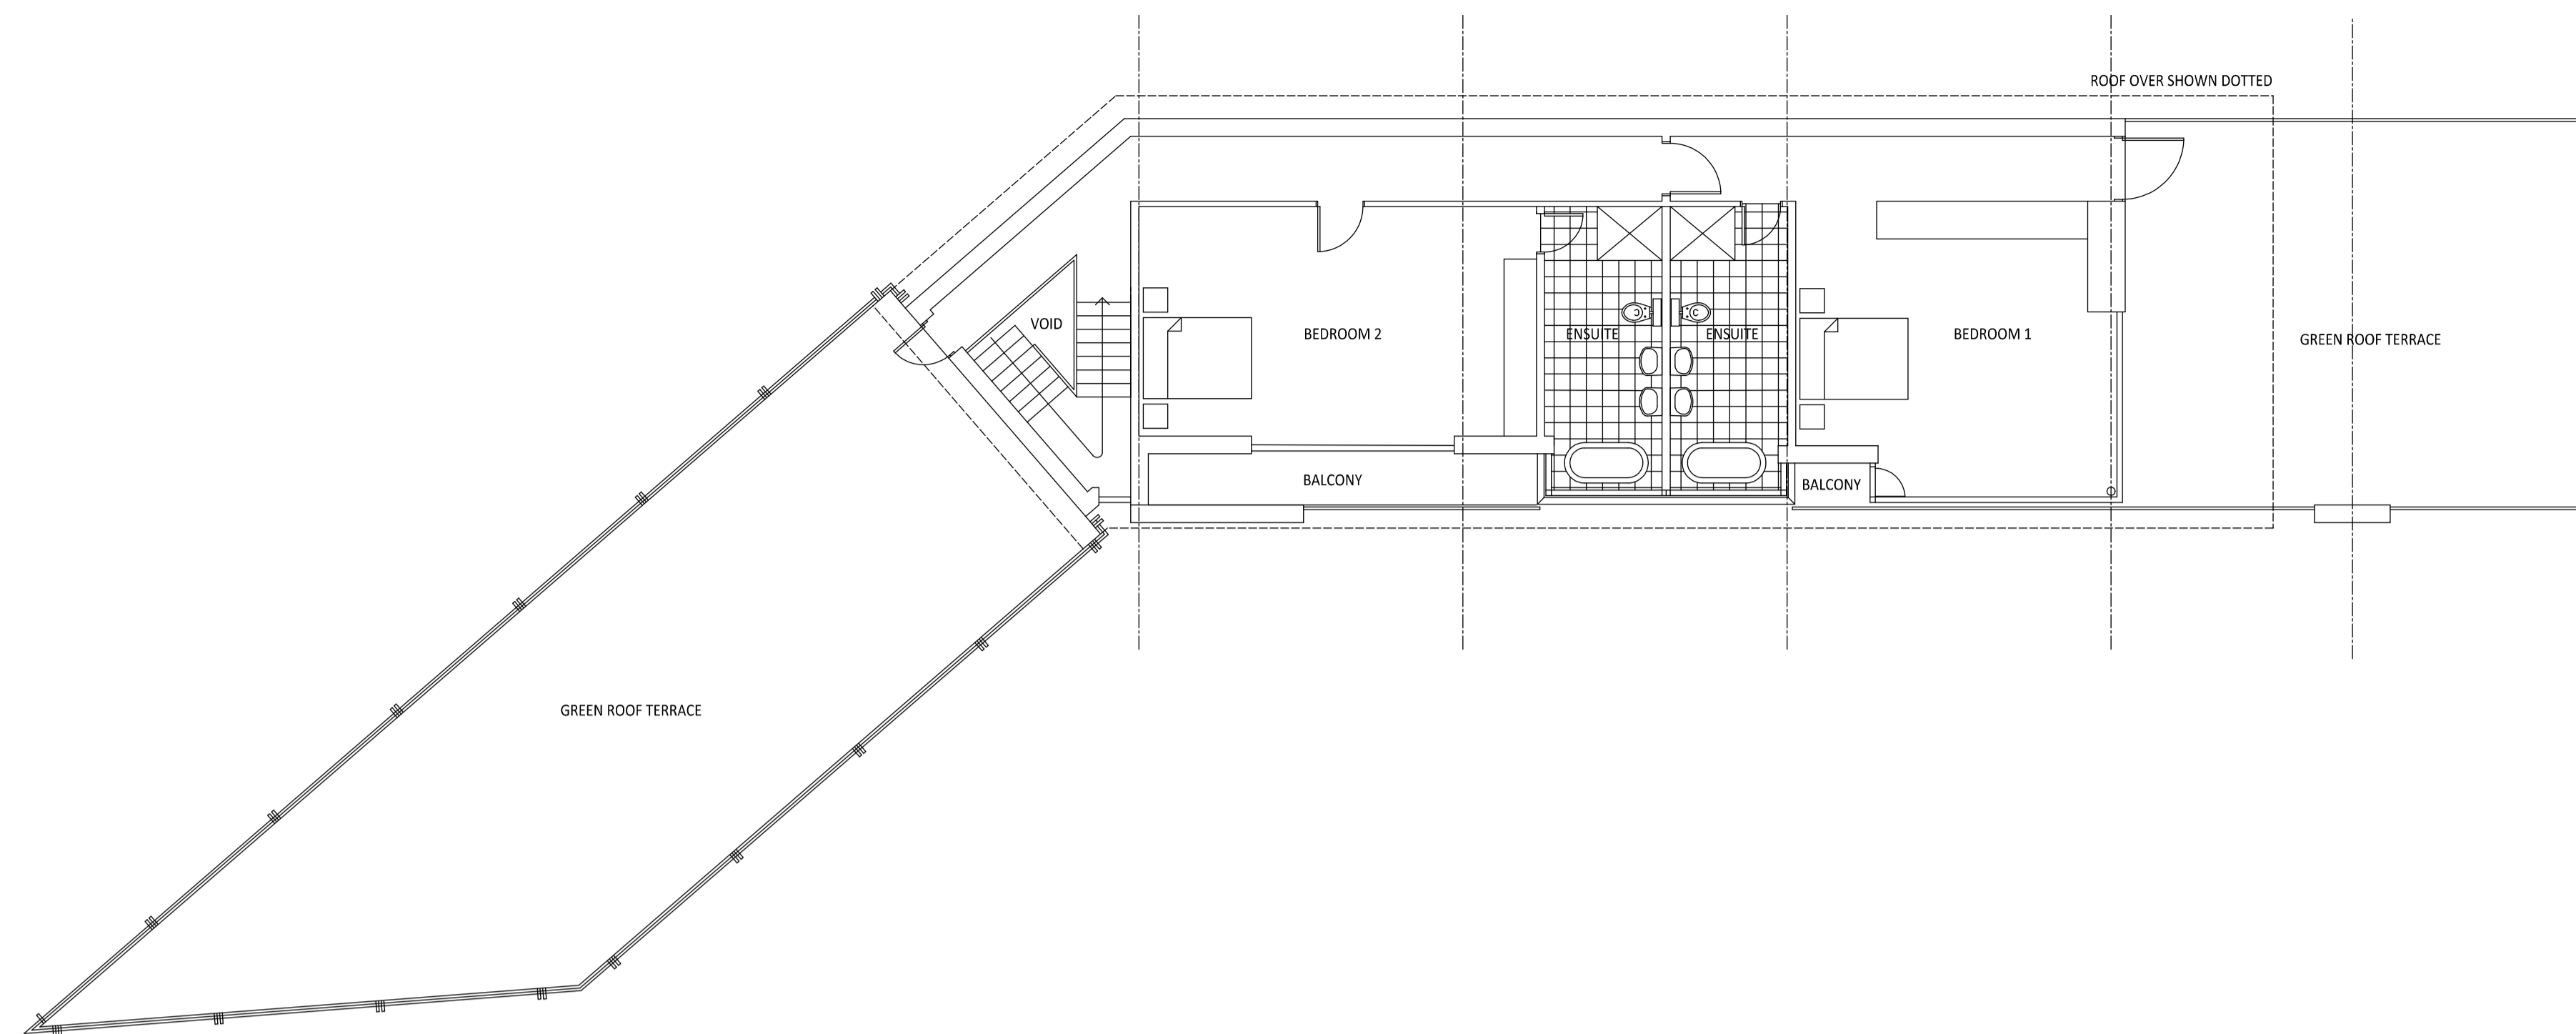 ROOF OVER SHOWN DOTTED
VOID
BEDROOM 2
ENSUITE
ENSUITE
BEDROOM 1
GREEN ROOF TERRACE
BALCONY
BALCONY
GREEN ROOF TERRACE
C
C